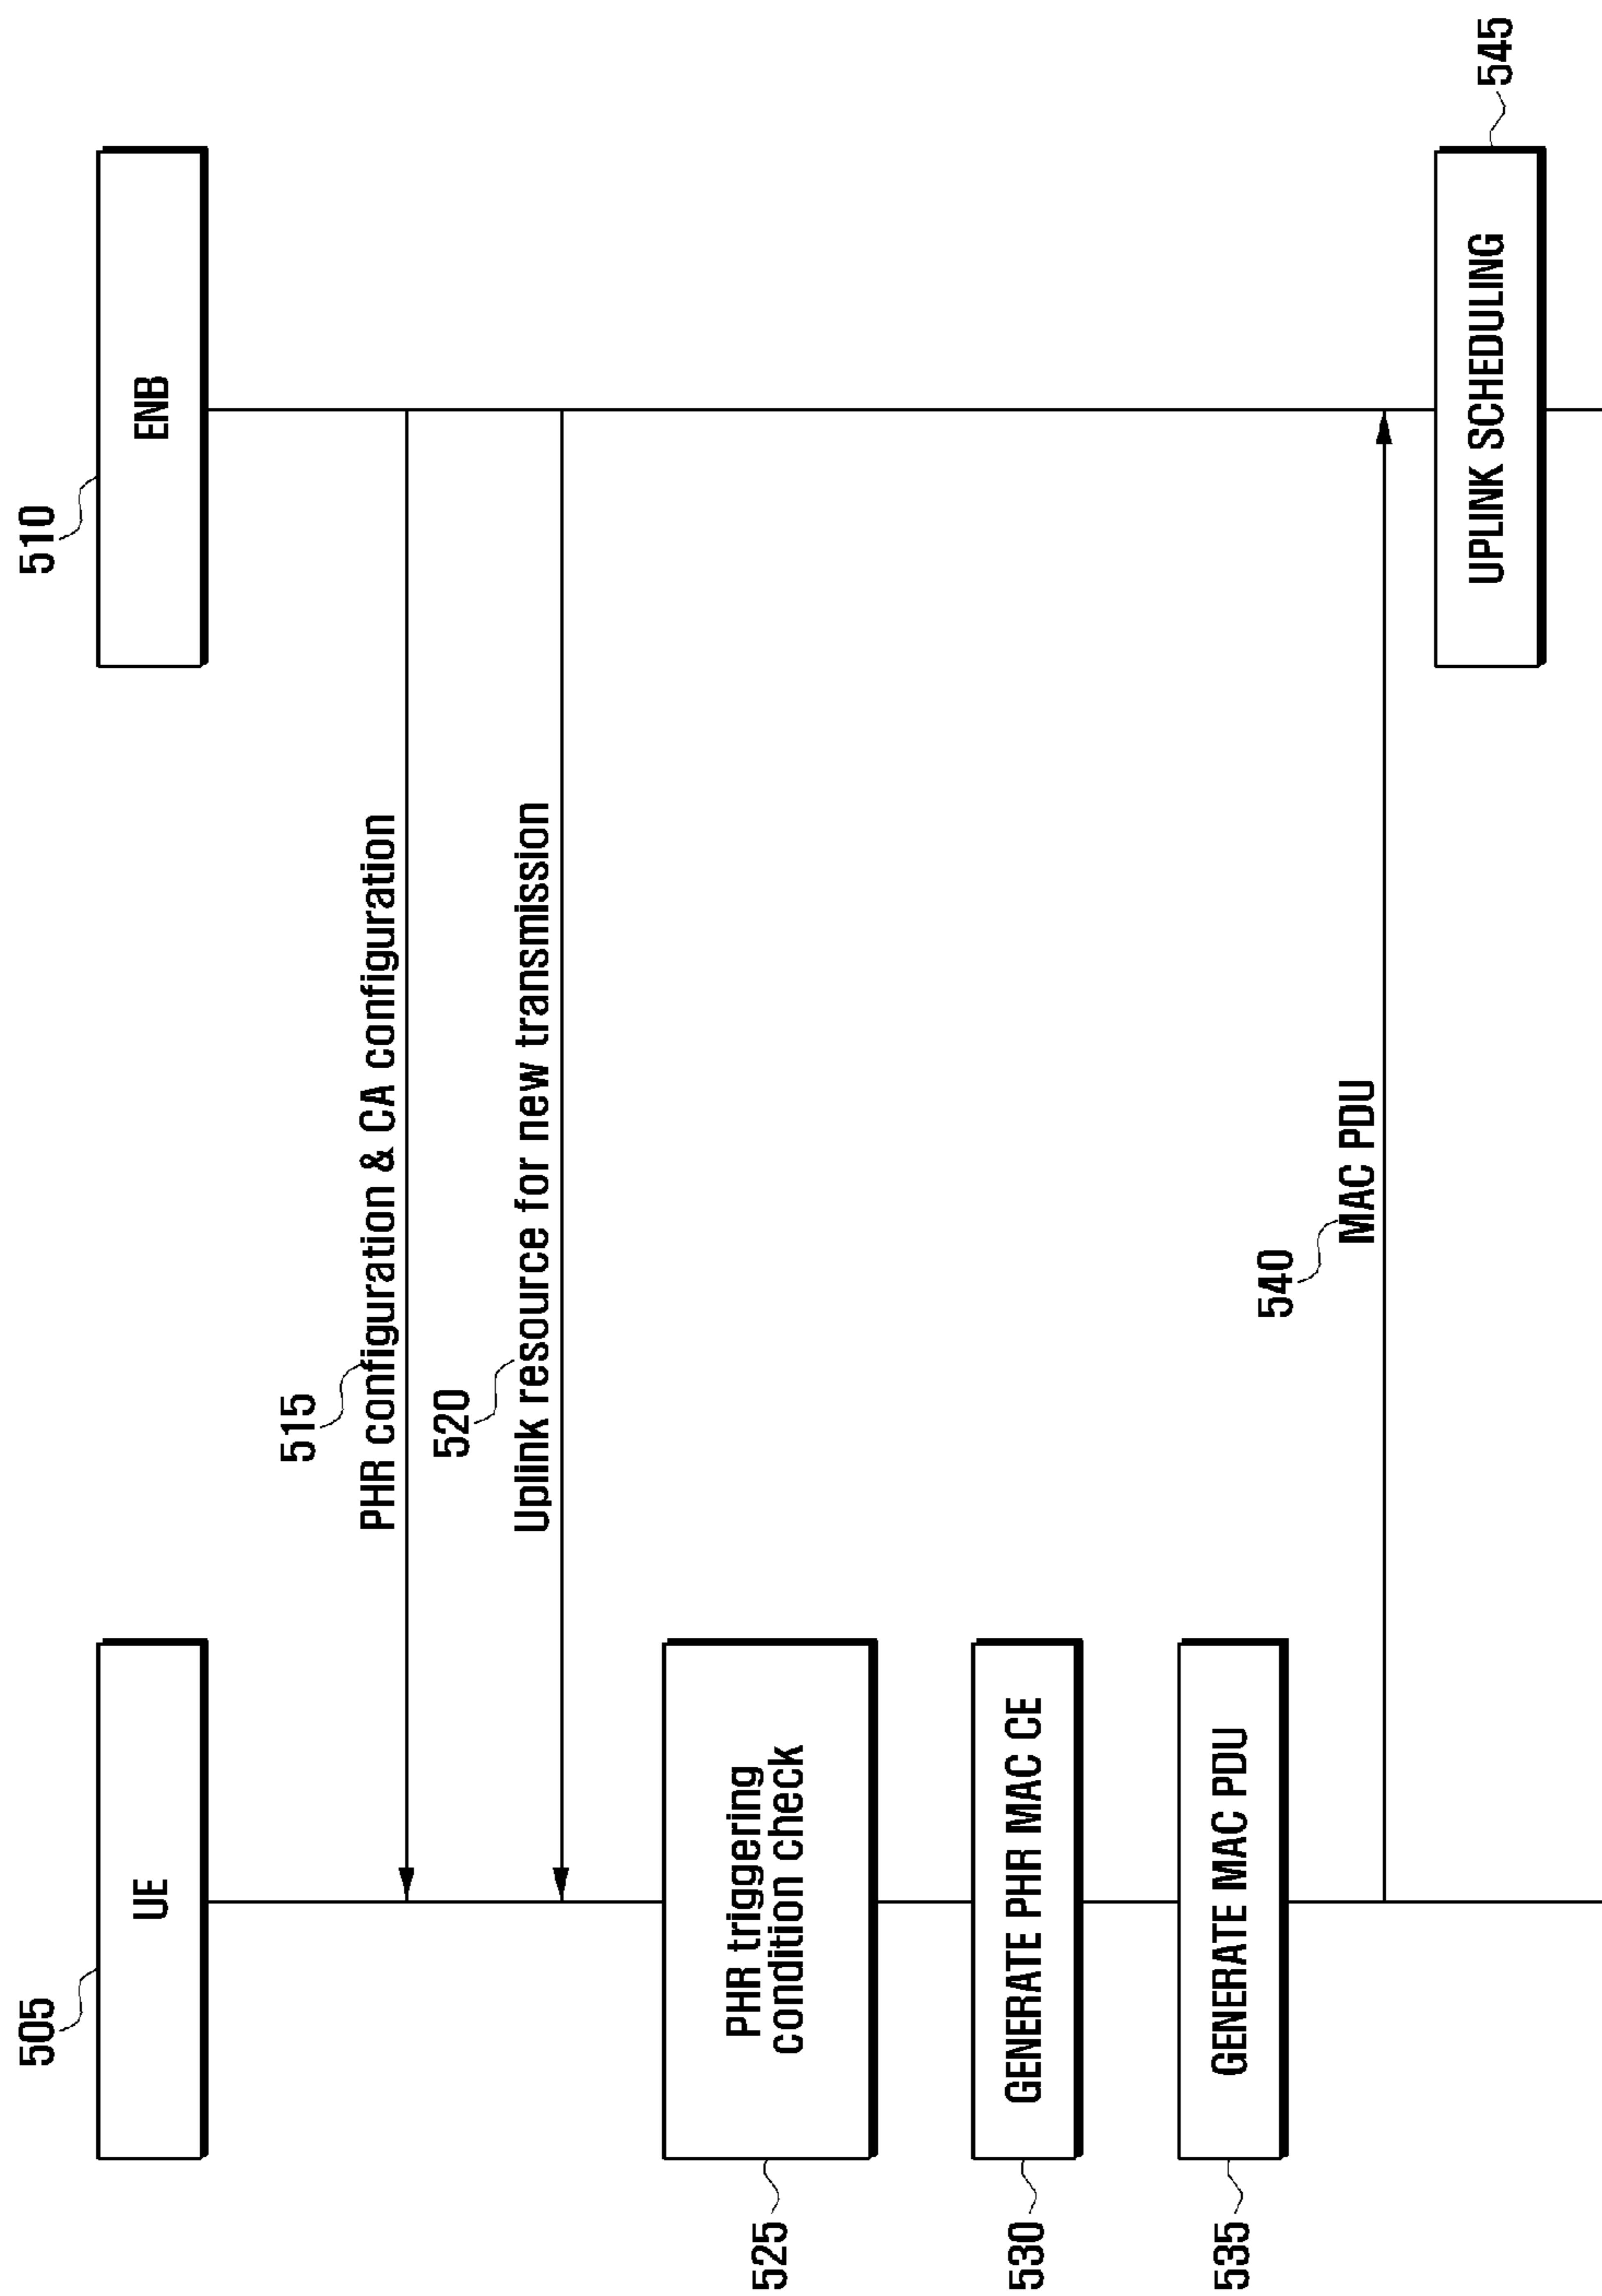 505
UE
510
ENB
515
PHR configuration & CA configuration
520
Uplink resource for new transmission
525
PHR triggering
condition check
530
GENERATE PHR MAC CE
535
GENERATE MAC PDU
540
MAC PDU
UPLINK SCHEDULING
545